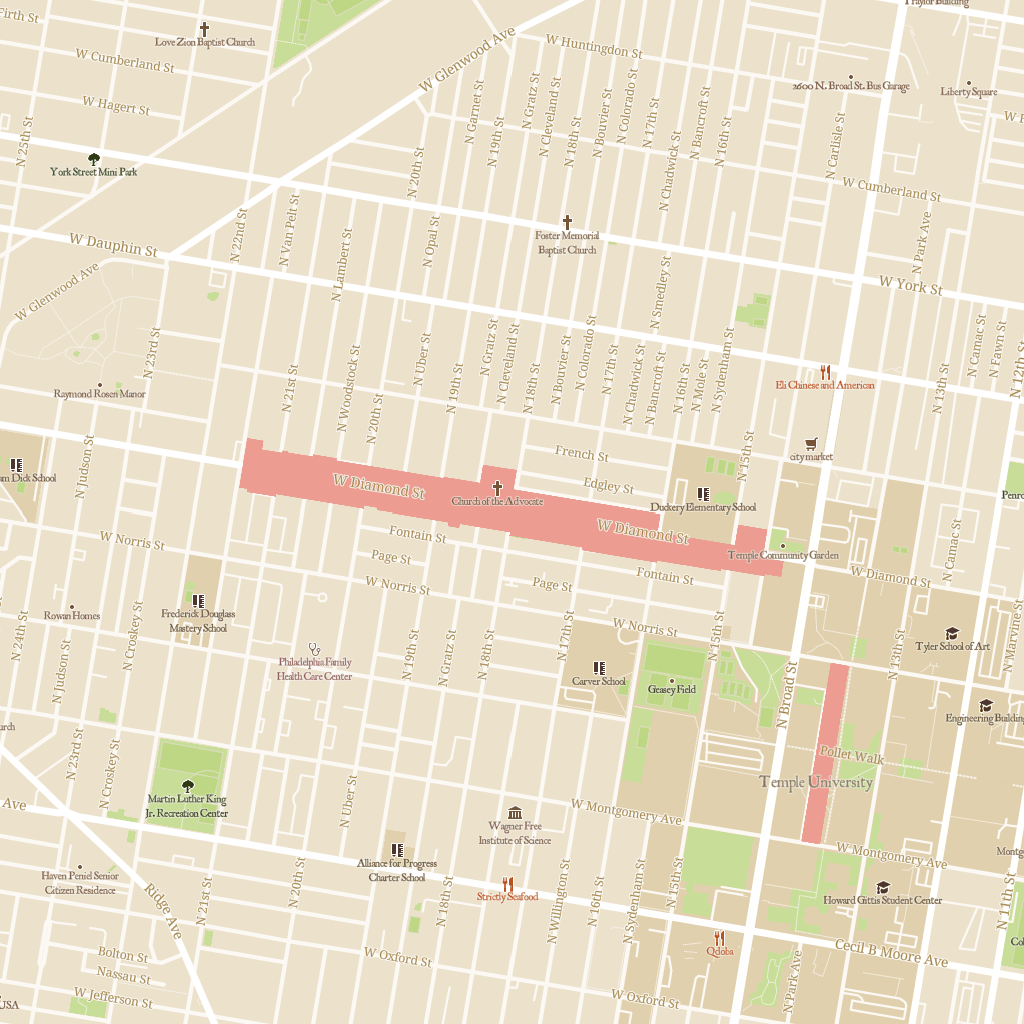 Firth St
Love Zion Baptist Church
W Cumberland St
W Hagert St
N 25th St
York Street Mini Park
W Glenwood Ave
W Huntingdon St
Traylor Building
2600 N. Broad St. Bus Garage
Liberty Square
N Garnet St
N 19th St
N Gratz St
N Cleveland St
N 18th St
N Bouvier St
N Colorado St
N 17th St
N Chadwick St
N Bancroft St
N 16th St
N Carlisle St
W Cumberland St
N 20th St
W Dauphin St
N 22nd St
N Van Pelt St
N Lambert St
N Opal St
Foster Memorial
Baptist Church
N Smedley St
N Park Ave
W York St
W Glenwood Ave
N 23rd St
Raymond Rosen Manor
N 21st St
N Woodstock St
N 20th St
N Uber St
N 19th St
N Gratz St
N Cleveland St
N 18th St
N Bouvier St
N Colorado St
N 17th St
N Chadwick St
N Bancroft St
N 16th St
N Mole St
N Sydenham St
Eli Chinese and American
N 13th St
N Camac St
N Fawn St
N 12th St
am Dick School
N Judson St
French St
Edgley St
N 15th St
city market
W Diamond St
Church of the Advocate
W Diamond St
Duckery Elementary School
Temple Community Garden
Penro
W Norris St
Fontain St
Page St
W Norris St
Page St
Fontain St
W Norris St
W Diamond St
N Camac St
Frederick Douglass
Mastery School
Rowan Homes
N 24th St
N Judson St
N Croskey St
Philadelphia Family
Health Care Center
N 19th St
N Gratz St
N 18th St
N 17th St
Carver School
Geasey Field
N 15th St
N Broad St
N 13th St
Tyler School of Art
N Marvine St
Engineering Building
urch
N 23rd St
N Croskey St
Martin Luther King
Jr. Recreation Center
N Uber St
Pollet Walk
Temple University
Ave
W Montgomery Ave
Wagner Free
Institute of Science
W Montgomery Ave
Montgo
Haven Peniel Senior
Citizen Residence
Ridge Ave
N 21st St
N 20th St
Alliance for Progress
Charter School
N 18th St
Strictly Seafood
N Willington St
N 16th St
N Sydenham St
N 15th St
Howard Gittis Student Center
N 11th St
Qdoba
Cecil B Moore Ave
Col
Bolton St
Nassau St
W Jefferson St
USA
W Oxford St
W Oxford St
N Park Ave